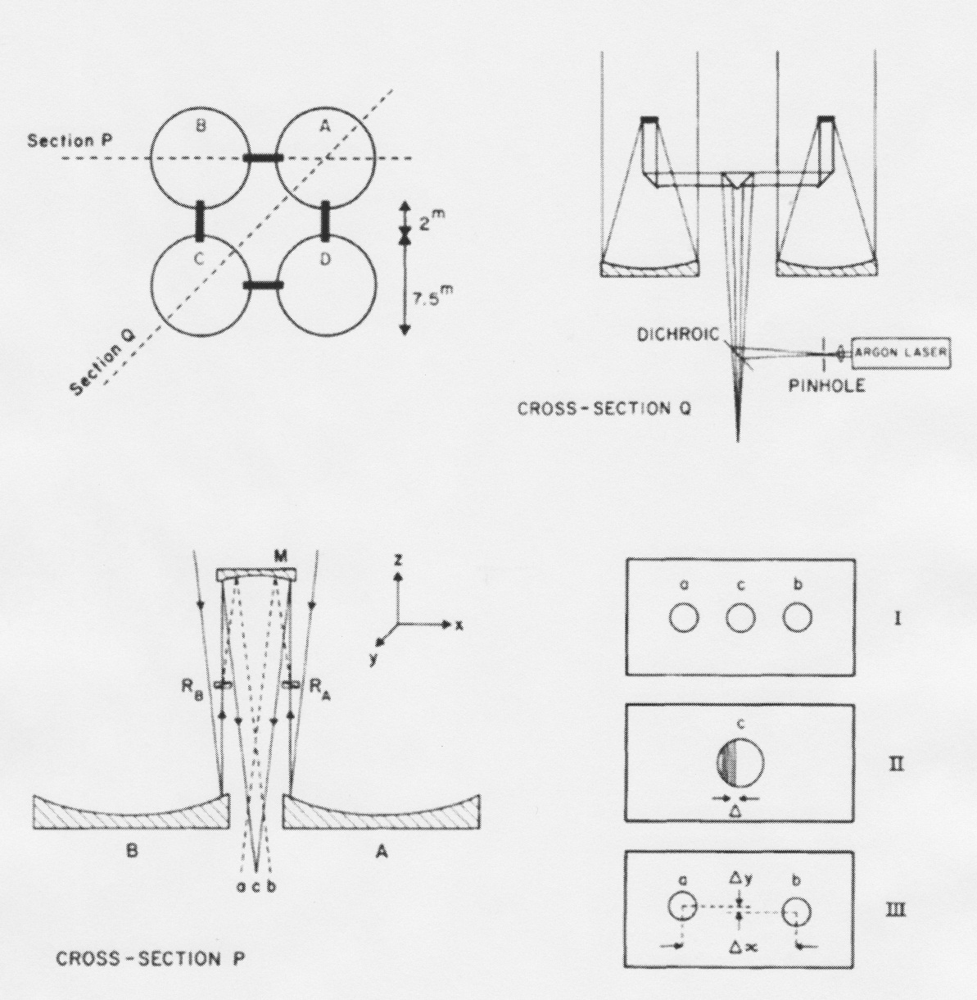 Section P
B
A
C
D
2m
7.5m
Section Q
DICHROIC
ARGON LASER
PINHOLE
CROSS-SECTION Q
M
z
x
y
RB
RA
B
A
a c b
CROSS-SECTION P
a c b
I
c
II
Δ
a
Δy
b
III
Δx